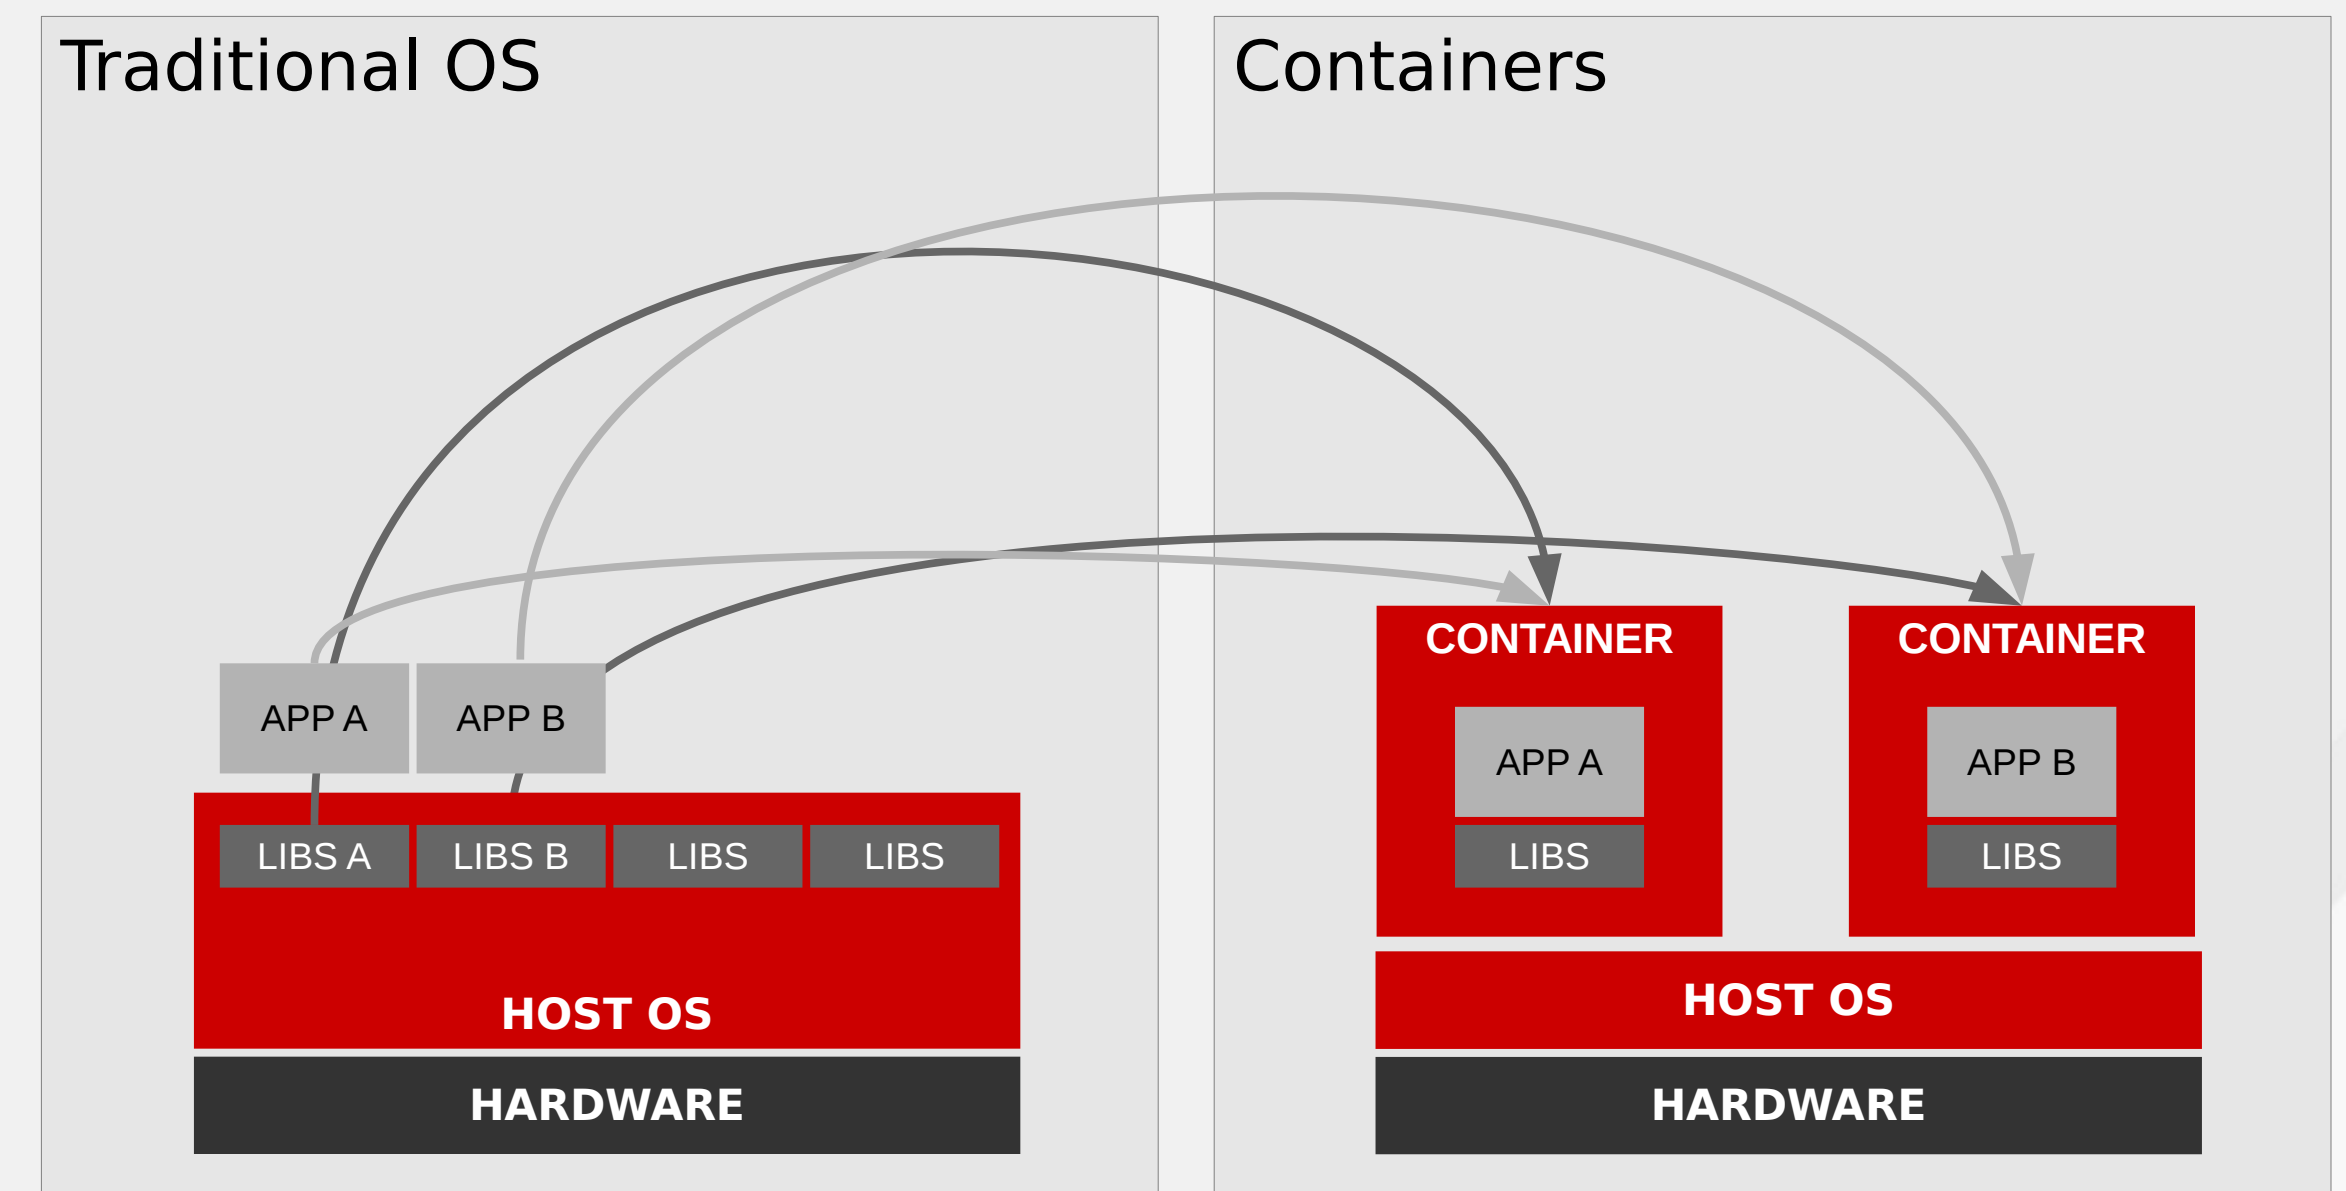 Traditional OS
APP A
APP B
LIBS A
LIBS B
LIBS
LIBS
HOST OS
HARDWARE
Containers
CONTAINER
APP A
LIBS
CONTAINER
APP B
LIBS
HOST OS
HARDWARE